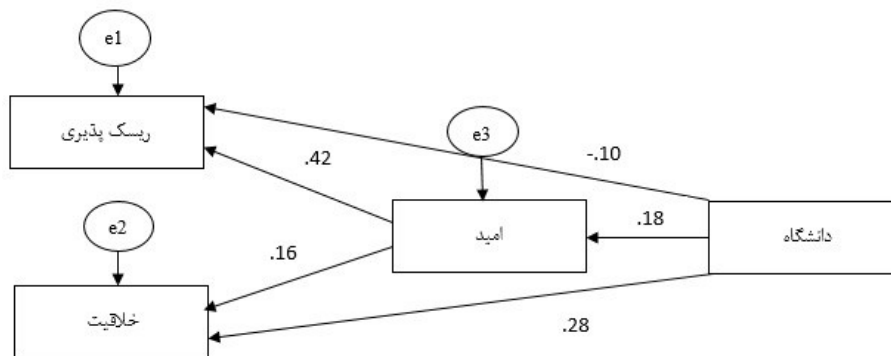 e1
ریسک پذیری
e3
-.10
.42
امید
.18
دانشگاه
e2
.16
خلاقیت
.28